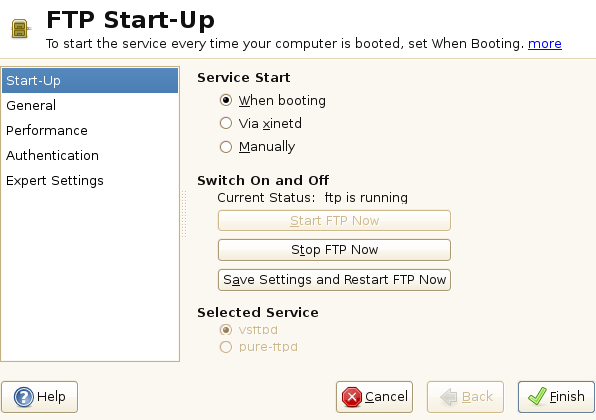 FTP Start-Up
To start the service every time your computer is booted, set When Booting. more
Start-Up
General
Performance
Authentication
Expert Settings
Service Start
When booting
Via xinetd
Manually
Switch On and Off
Current Status: ftp is running
Start FTP Now
Stop FTP Now
Save Settings and Restart FTP Now
Selected Service
vsftpd
pure-ftpd
Help
Cancel
Back
Finish